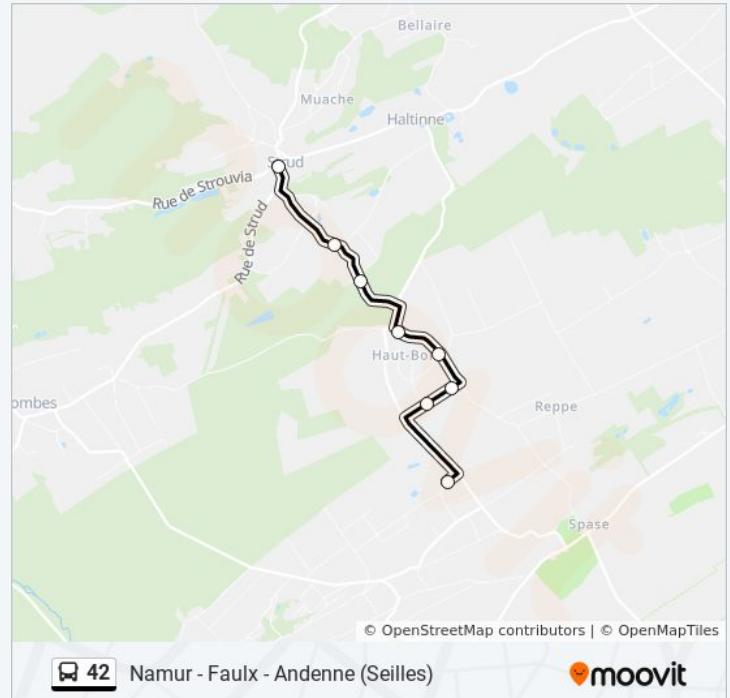 Bellaire
Muache
Haltinne
Strud
Rue de Strouvia
Rue de Strud
Haut-Bo
ombes
Reppe
Spase
© OpenStreetMap contributors | © OpenMapTiles
42 Namur - Faulx - Andenne (Seilles)
moovit